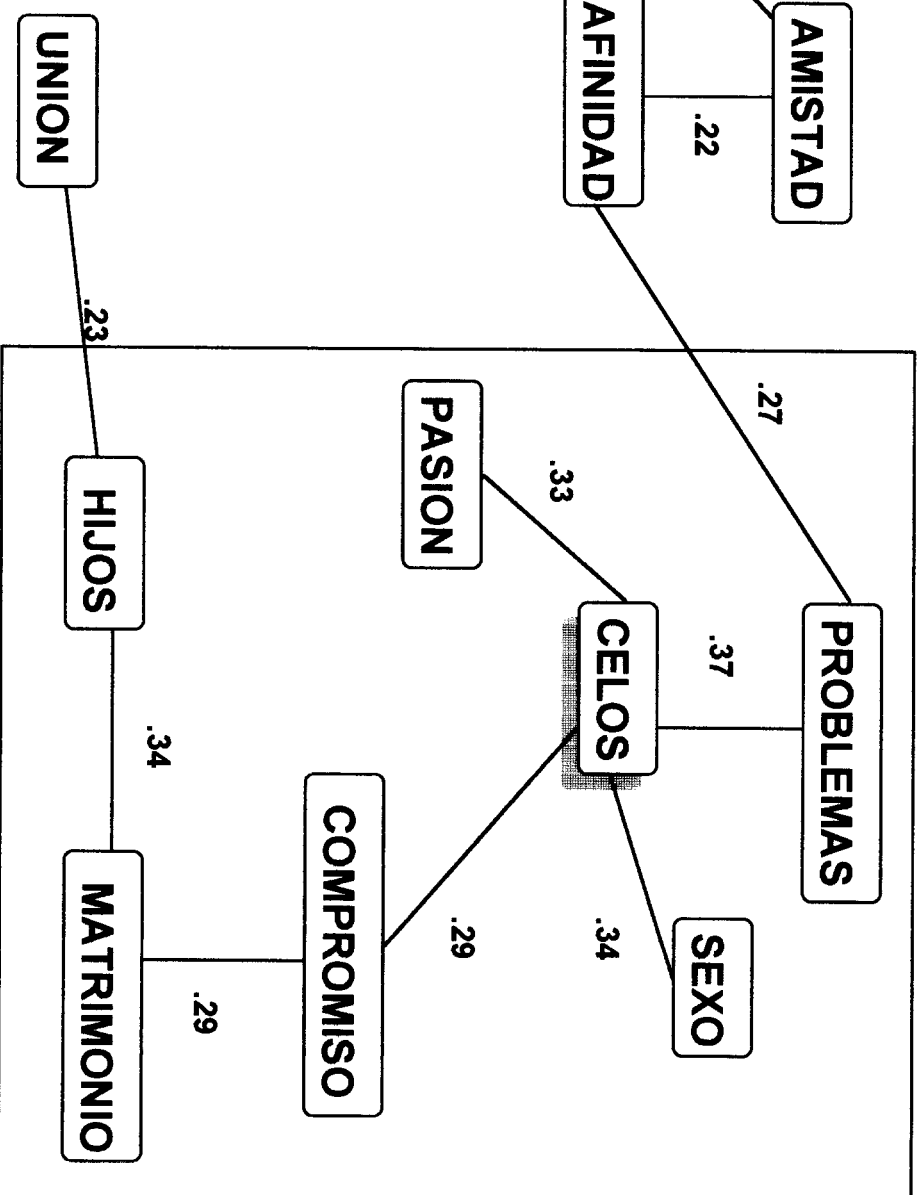 AMISTAD
.22
AFINIDAD
.27
PROBLEMAS
.37
SEXO
.34
CELOS
.33
PASION
.29
COMPROMISO
.29
UNION
.23
HIJOS
.34
MATRIMONIO